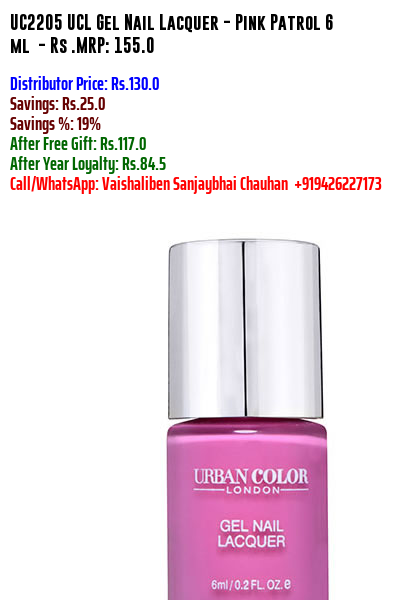 UC2205 UCL Gel Nail Lacquer - Pink Patrol 6
ml - Rs .MRP: 155.0
Distributor Price: Rs.130.0
Savings: Rs.25.0
Savings %: 19%
After Free Gift: Rs.117.0
After Year Loyalty: Rs.84.5
Call/WhatsApp: Vaishaliben Sanjaybhai Chauhan +919426227173
URBAN COLOR
LONDON
GEL NAIL
LACQUER
6ml/0.2 FL. OZ. e